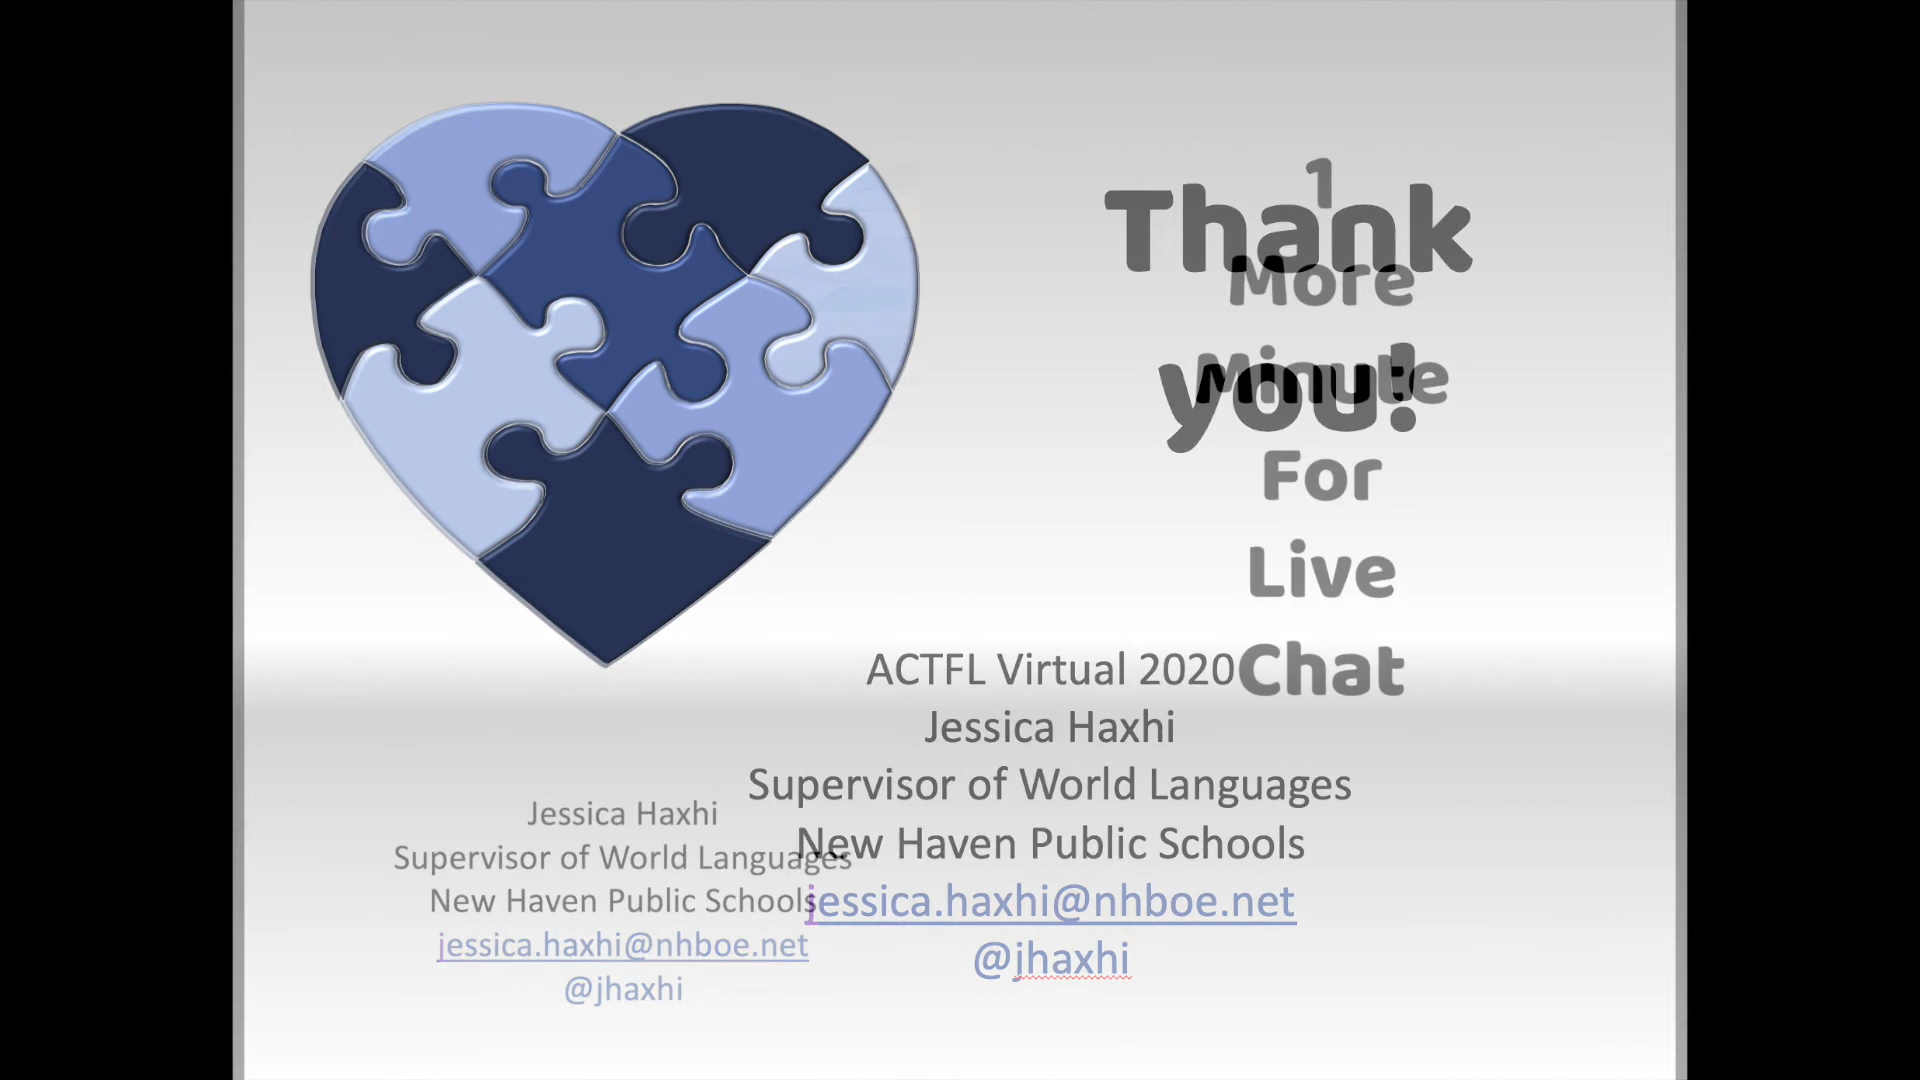 Thank
you!
1
More
Minute
For
Live
Chat
ACTFL Virtual 2020
Jessica Haxhi
Supervisor of World Languages
New Haven Public Schools
jessica.haxhi@nhboe.net
@jhaxhi
Jessica Haxhi
Supervisor of World Languages
New Haven Public Schools
jessica.haxhi@nhboe.net
@jhaxhi